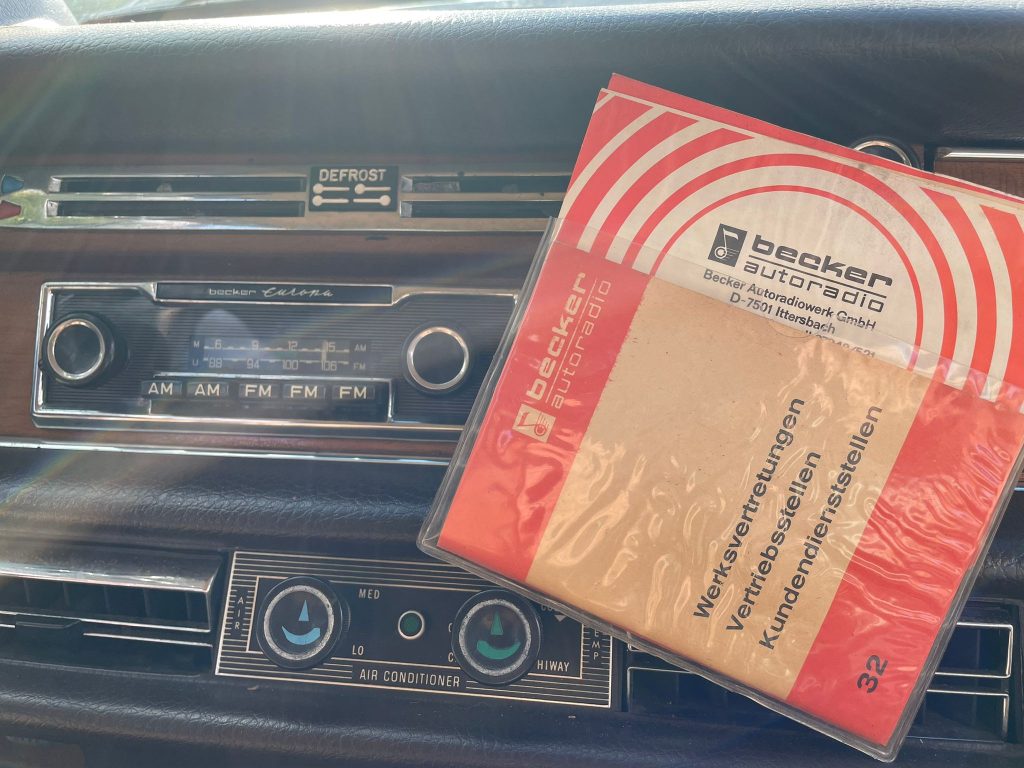 DEFROST
becker europa
M 6 9 12 15 AM
U 88 94 100 106 FM
AM AM FM FM FM
becker
autoradio
Becker Autoradiowerk GmbH
D-7501 Ittersbach
becker
autoradio
Werksvertretungen
Vertriebsstellen
Kundendienststellen
32
AIR
MED
LO
HIWAY
TEMP
AIR CONDITIONER